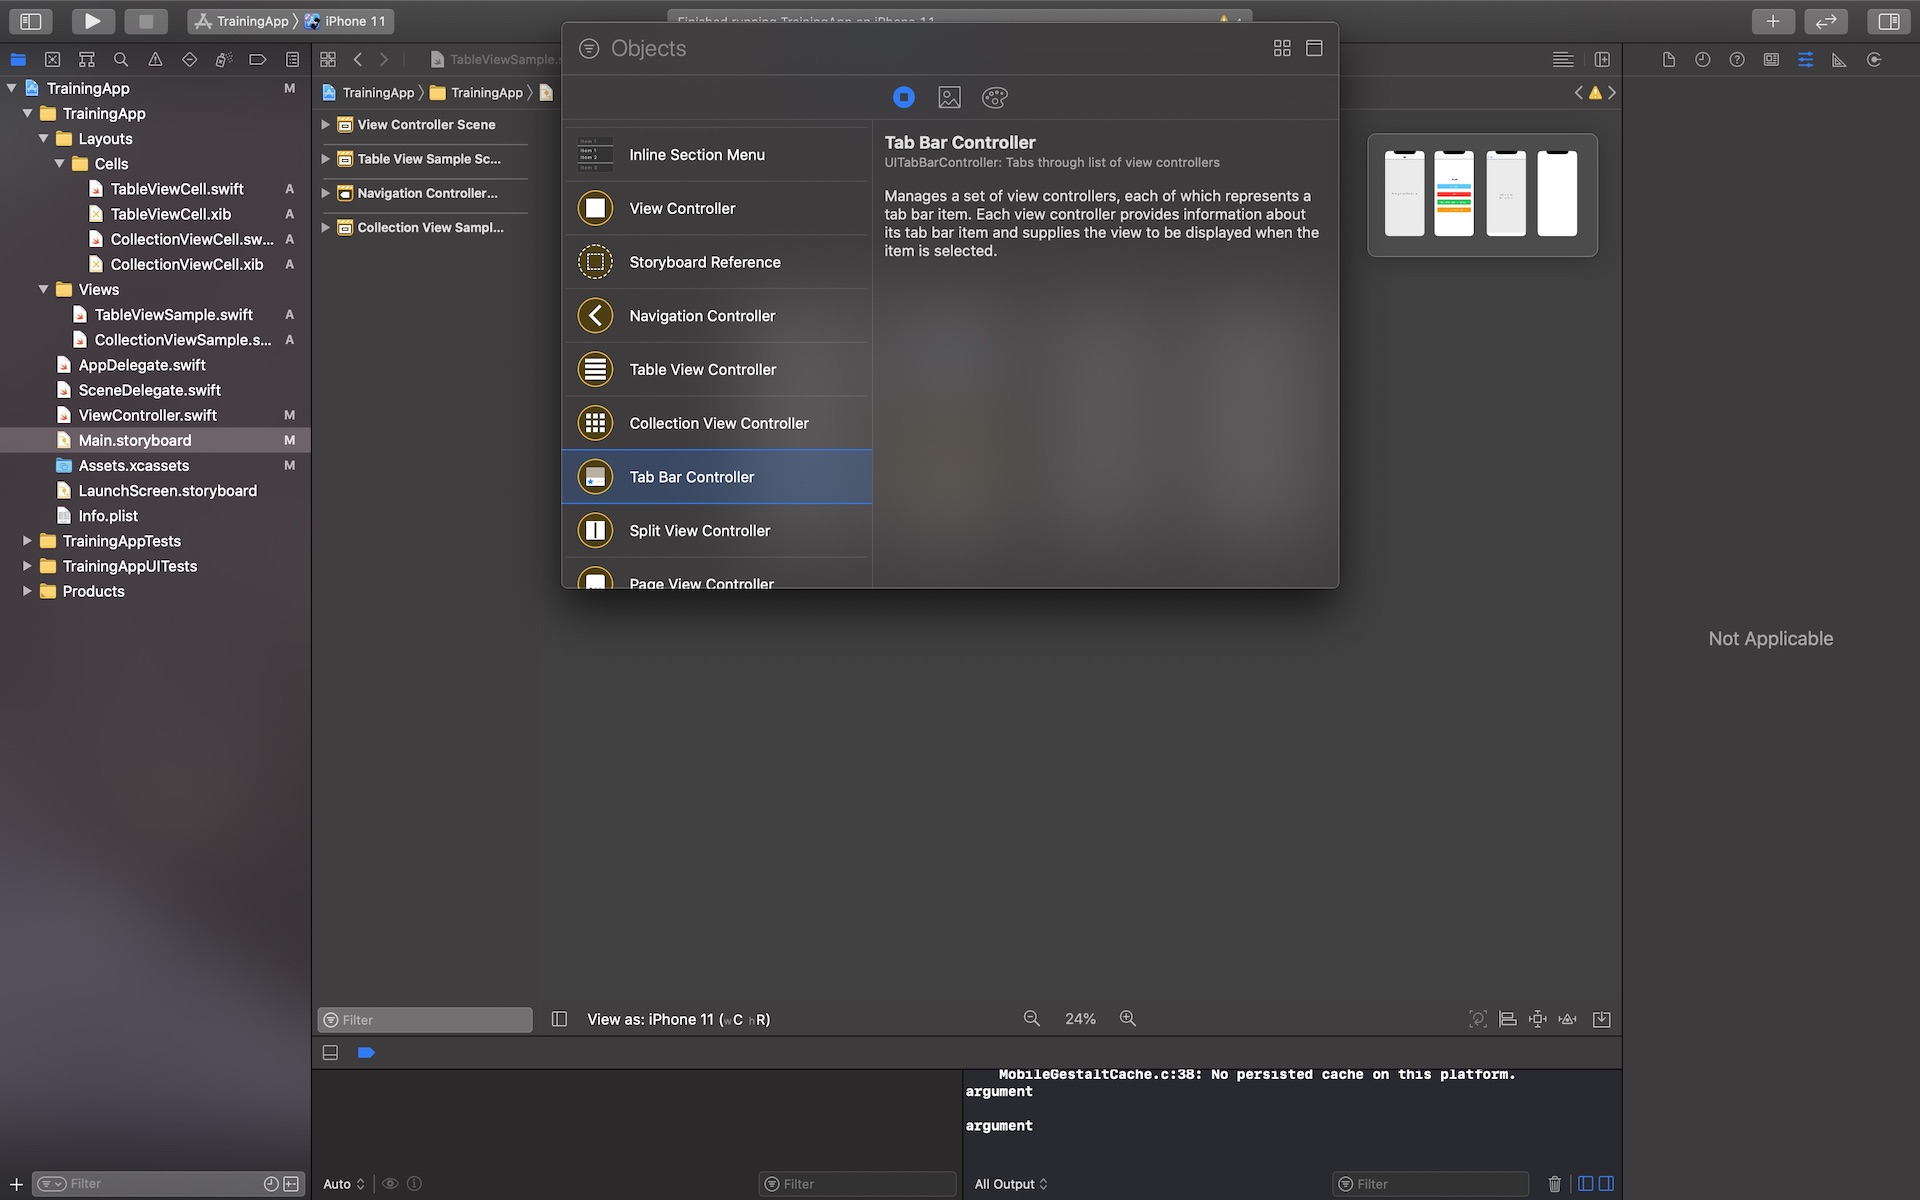 TrainingApp
iPhone 11
Finished running TrainingApp on iPhone 11
Objects
TableViewSample.s
TrainingApp M
TrainingApp
Layouts
Cells
TableViewCell.swift A
TableViewCell.xib A
CollectionViewCell.sw... A
CollectionViewCell.xib A
Views
TableViewSample.swift A
CollectionViewSample.s... A
AppDelegate.swift
SceneDelegate.swift
ViewController.swift M
Main.storyboard M
Assets.xcassets M
LaunchScreen.storyboard
Info.plist
TrainingAppTests
TrainingAppUITests
Products
Filter
TrainingApp
TrainingApp
View Controller Scene
Table View Sample Sc...
Navigation Controller...
Collection View Sampl...
Filter
Inline Section Menu
View Controller
Storyboard Reference
Navigation Controller
Table View Controller
Collection View Controller
Tab Bar Controller
Split View Controller
Page View Controller
Tab Bar Controller
UITabBarController: Tabs through list of view controllers
Manages a set of view controllers, each of which represents a
tab bar item. Each view controller provides information about
its tab bar item and supplies the view to be displayed when the
item is selected.
Not Applicable
View as: iPhone 11 (wC hR)
24%
MobileGestaltCache.c:38: No persisted cache on this platform.
argument
argument
Auto
Filter
All Output
Filter